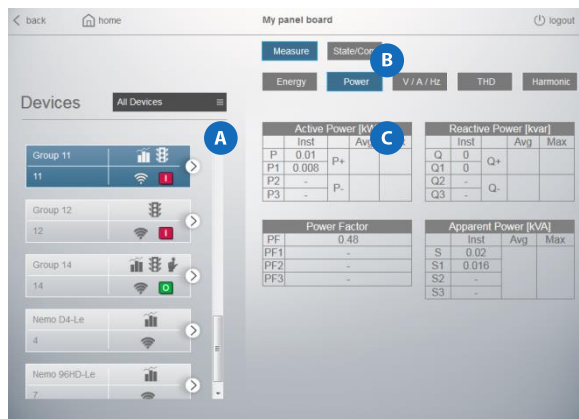 back home My panel board logout
Measure State/Con
B
Energy Power V / A / Hz THD Harmonic
Devices All Devices
A
C
Group 11
11 I
Group 12
12 I
Group 14
14 O
Nemo D4-Le
4
Nemo 96HD-Le
7
Active Power [kW
Inst Avg
P 0.01 P+
P1 0.008
P2 - P-
P3 -
Reactive Power [kvar]
Inst Avg Max
Q 0 Q+
Q1 0
Q2 - Q-
Q3 -
Power Factor
PF 0.48
PF1 -
PF2 -
PF3 -
Apparent Power [kVA]
Inst Avg Max
S 0.02
S1 0.016
S2 -
S3 -